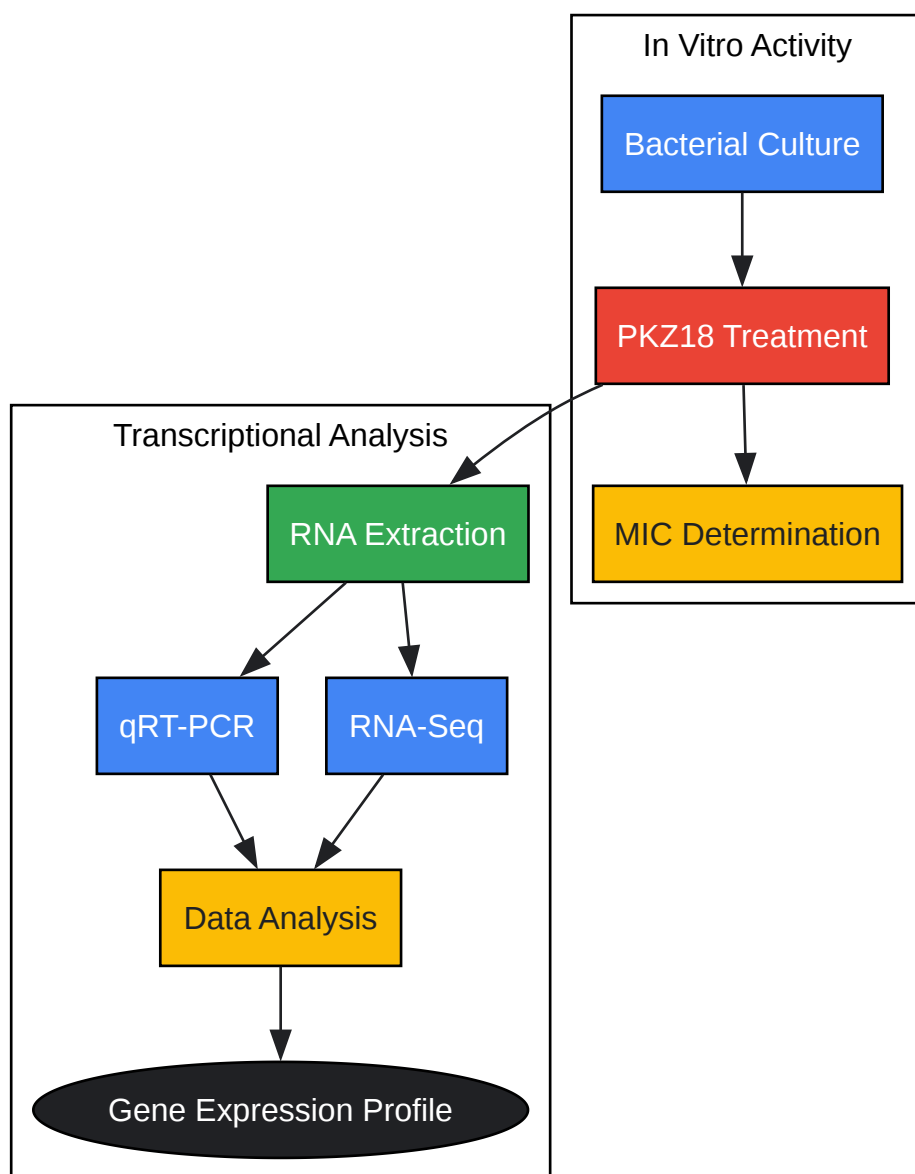 In Vitro Activity
Bacterial Culture
PKZ18 Treatment
MIC Determination
Transcriptional Analysis
RNA Extraction
qRT-PCR
RNA-Seq
Data Analysis
Gene Expression Profile